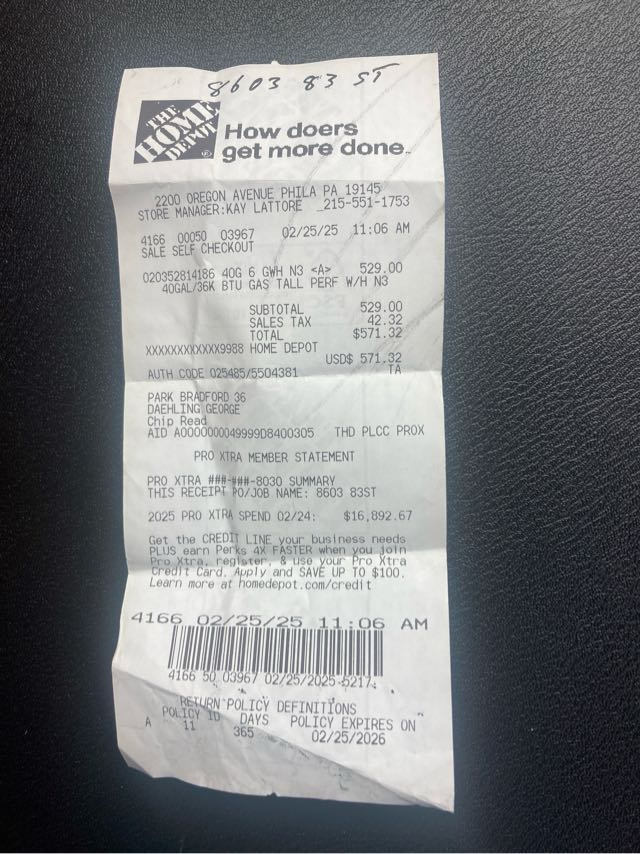 8603 83 ST
THE HOME DEPOT
How doers
get more done.
2200 OREGON AVENUE PHILA PA 19145
STORE MANAGER:KAY LATTORE 215-551-1753
4166 00050 03967 02/25/25 11:06 AM
SALE SELF CHECKOUT
020352814186 40G 6 GWH N3 <A> 529.00
40GAL/36K BTU GAS TALL PERF W/H N3
SUBTOTAL 529.00
SALES TAX 42.32
TOTAL $571.32
XXXXXXXXXXXX9988 HOME DEPOT
USD$ 571.32
AUTH CODE 025485/5504381 TA
PARK BRADFORD 36
DAEHLING GEORGE
Chip Read
AID A0000000049999D8400305 THD PLCC PROX
PRO XTRA MEMBER STATEMENT
PRO XTRA ###-###-8030 SUMMARY
THIS RECEIPT PO/JOB NAME: 8603 83ST
2025 PRO XTRA SPEND 02/24: $16,892.67
Get the CREDIT LINE your business needs
PLUS earn Perks 4X FASTER when you join
Pro Xtra, register, & use your Pro Xtra
Credit Card. Apply and SAVE UP TO $100.
Learn more at homedepot.com/credit
4166 02/25/25 11:06 AM
4166 50 03967 02/25/2025 6217
RETURN POLICY DEFINITIONS
POLICY ID DAYS POLICY EXPIRES ON
A 11 365 02/25/2026